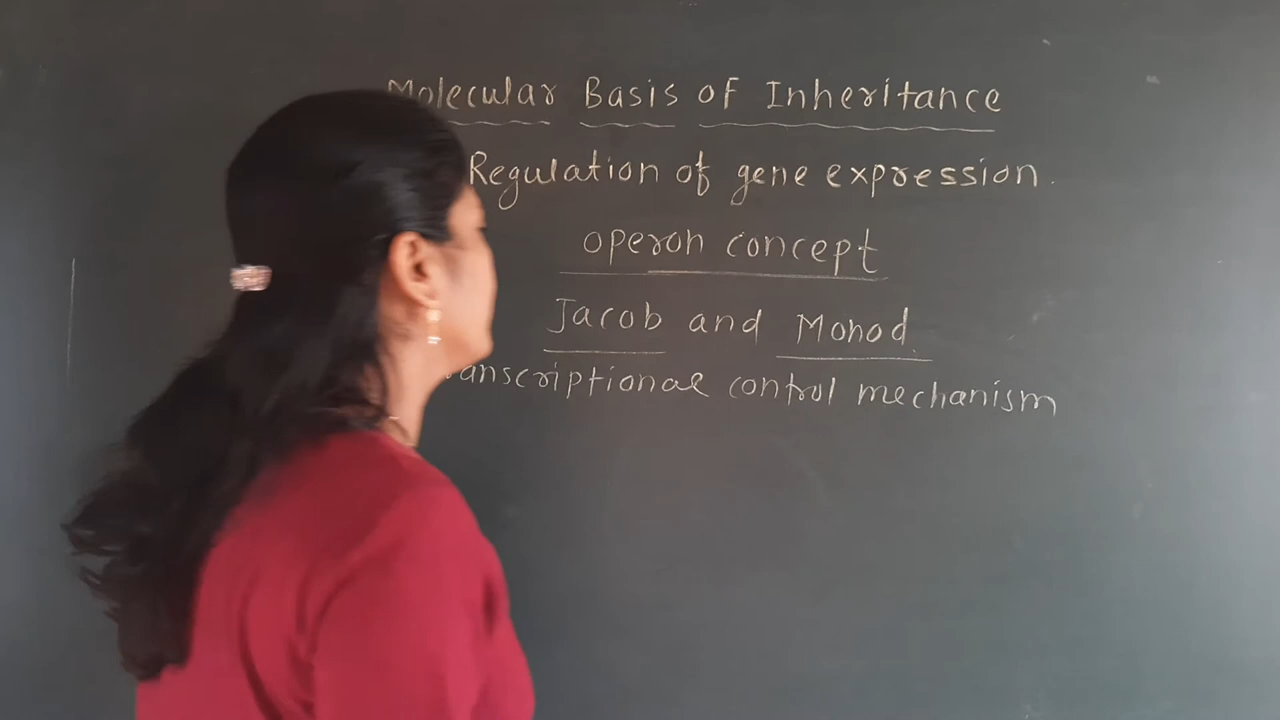 Molecular Basis of Inheritance
Regulation of gene expression.
operon concept
Jacob and Monod
control mechanism